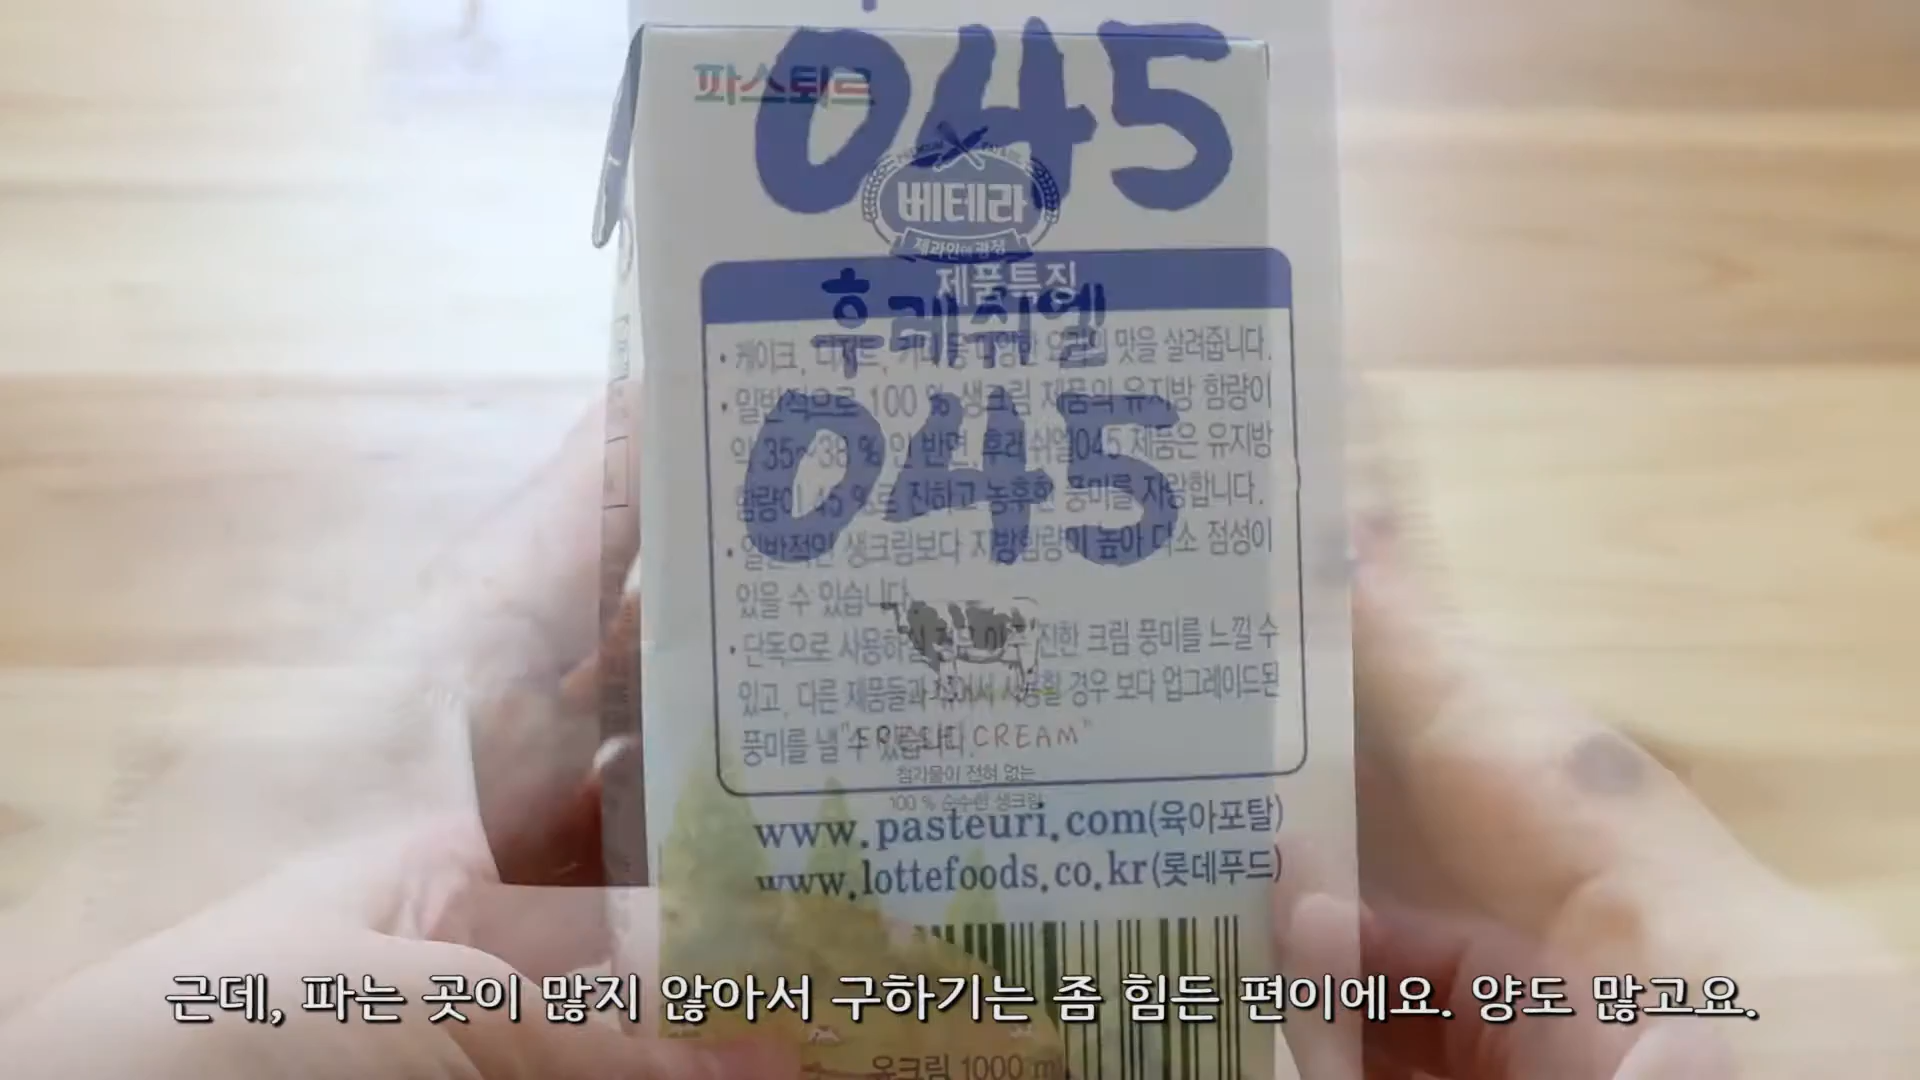 파스퇴르
045
베테라
제과인의 광장
제품특징
후레쉬엘
045
• 케이크, 디저트, 카페 등 다양한 요리의 맛을 살려줍니다.
• 일반적으로 100 % 생크림 제품의 유지방 함량이
약 35~38 % 인 반면, 후레쉬엘045 제품은 유지방
함량이 45 %로 진하고 농후한 풍미를 자랑합니다.
• 일반적인 생크림보다 지방함량이 높아 다소 점성이
있을 수 있습니다.
• 단독으로 사용하실 경우 아주 진한 크림 풍미를 느낄 수
있고, 다른 제품들과 섞어서 사용할 경우 보다 업그레이드된
풍미를 낼 수 있습니다.
"FRESH CREAM"
첨가물이 전혀 없는
100 % 순수한 생크림
www.pasteuri.com(육아포탈)
www.lottefoods.co.kr(롯데푸드)
근데, 파는 곳이 많지 않아서 구하기는 좀 힘든 편이에요. 양도 많고요.
유크림 1000 ml